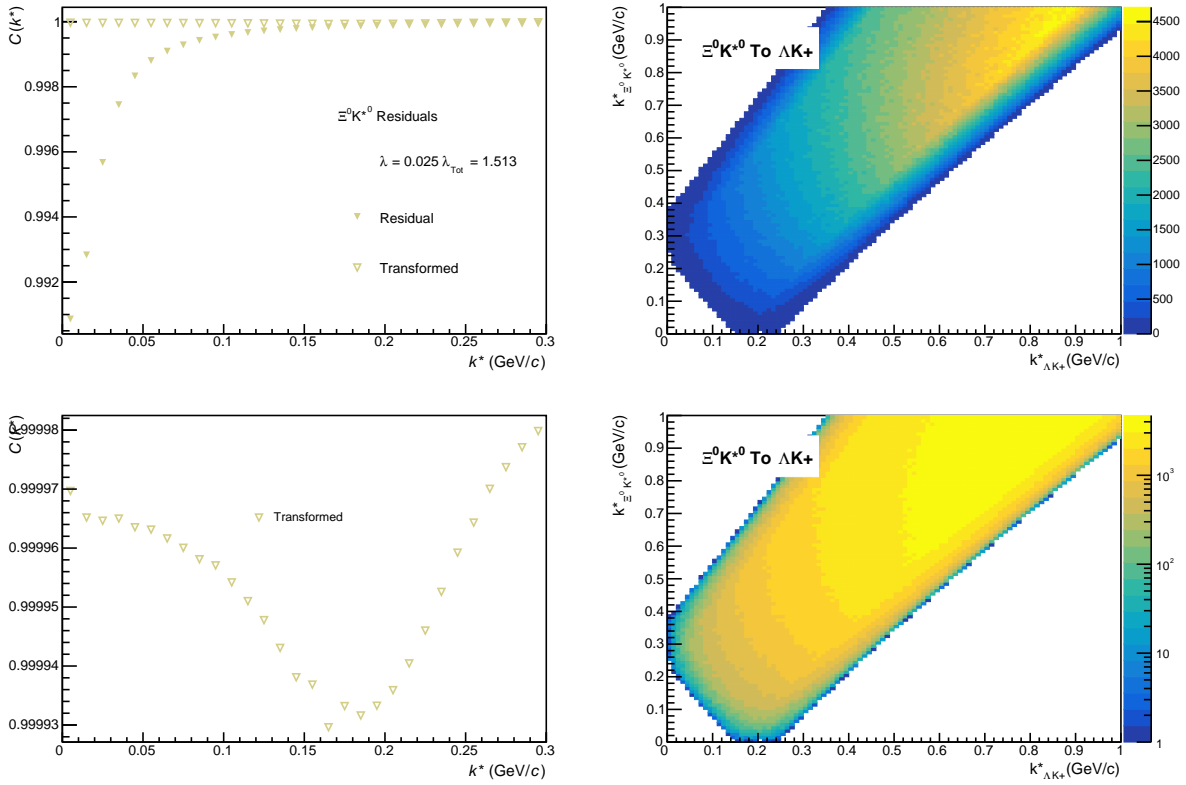 C(k*)
1
0.998
0.996
0.994
0.992
Ξ⁰K*⁰ Residuals
λ = 0.025 λ_Tot = 1.513
Residual
Transformed
0 0.05 0.1 0.15 0.2 0.25 0.3
k* (GeV/c)
k*_Ξ⁰K*⁰ (GeV/c)
Ξ⁰K*⁰ To ΛK+
1
0.9
0.8
0.7
0.6
0.5
0.4
0.3
0.2
0.1
0
0 0.1 0.2 0.3 0.4 0.5 0.6 0.7 0.8 0.9 1
k*_ΛK+(GeV/c)
4500
4000
3500
3000
2500
2000
1500
1000
500
0
C(k*)
0.99998
0.99997
0.99996
0.99995
0.99994
0.99993
Transformed
0 0.05 0.1 0.15 0.2 0.25 0.3
k* (GeV/c)
k*_Ξ⁰K*⁰ (GeV/c)
Ξ⁰K*⁰ To ΛK+
1
0.9
0.8
0.7
0.6
0.5
0.4
0.3
0.2
0.1
0
0 0.1 0.2 0.3 0.4 0.5 0.6 0.7 0.8 0.9 1
k*_ΛK+(GeV/c)
10³
10²
10
1